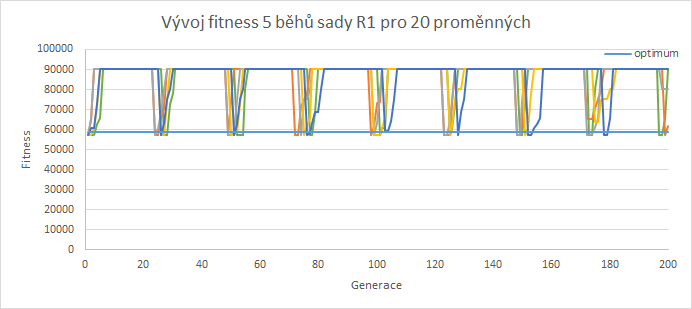 Vývoj fitness 5 běhů sady R1 pro 20 proměnných
optimum
Fitness
100000
90000
80000
70000
60000
50000
40000
30000
20000
10000
0
0 20 40 60 80 100 120 140 160 180 200
Generace